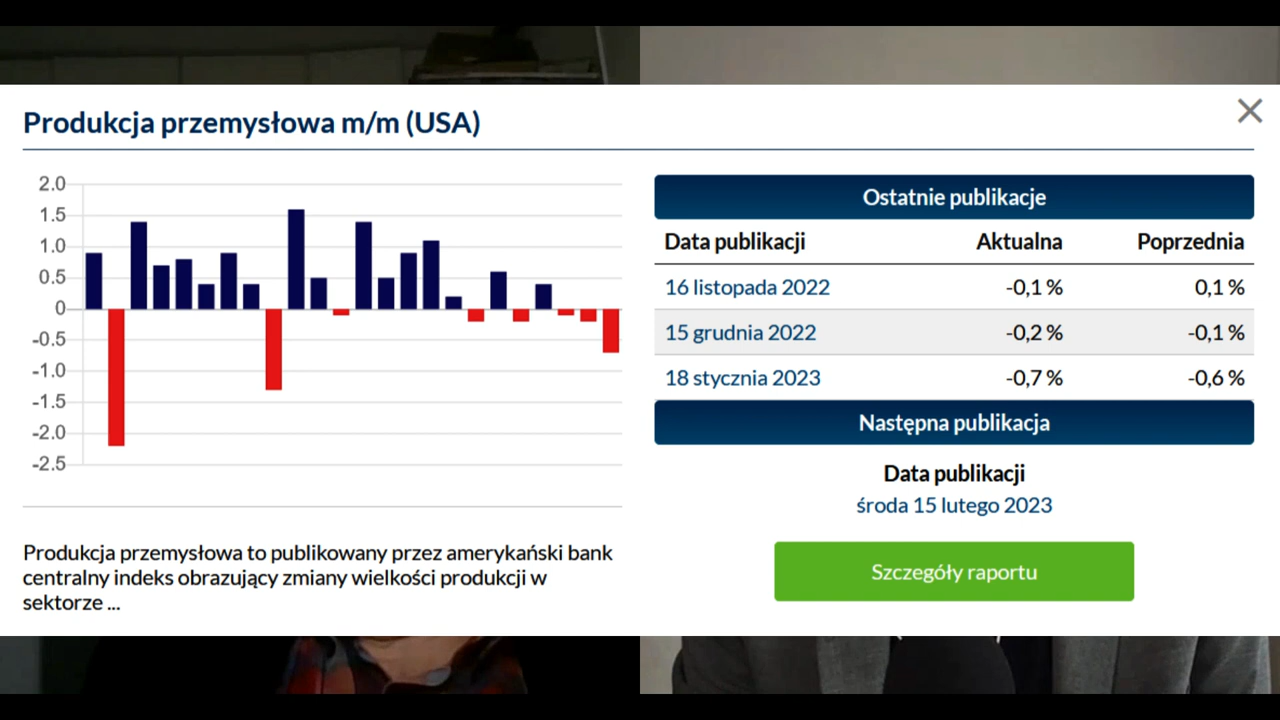 Produkcja przemysłowa m/m (USA)
2.0
1.5
1.0
0.5
0
-0.5
-1.0
-1.5
-2.0
-2.5
Produkcja przemysłowa to publikowany przez amerykański bank
centralny indeks obrazujący zmiany wielkości produkcji w
sektorze ...
Ostatnie publikacje
Data publikacji Aktualna Poprzednia
16 listopada 2022 -0,1 % 0,1 %
15 grudnia 2022 -0,2 % -0,1 %
18 stycznia 2023 -0,7 % -0,6 %
Następna publikacja
Data publikacji
środa 15 lutego 2023
Szczegóły raportu